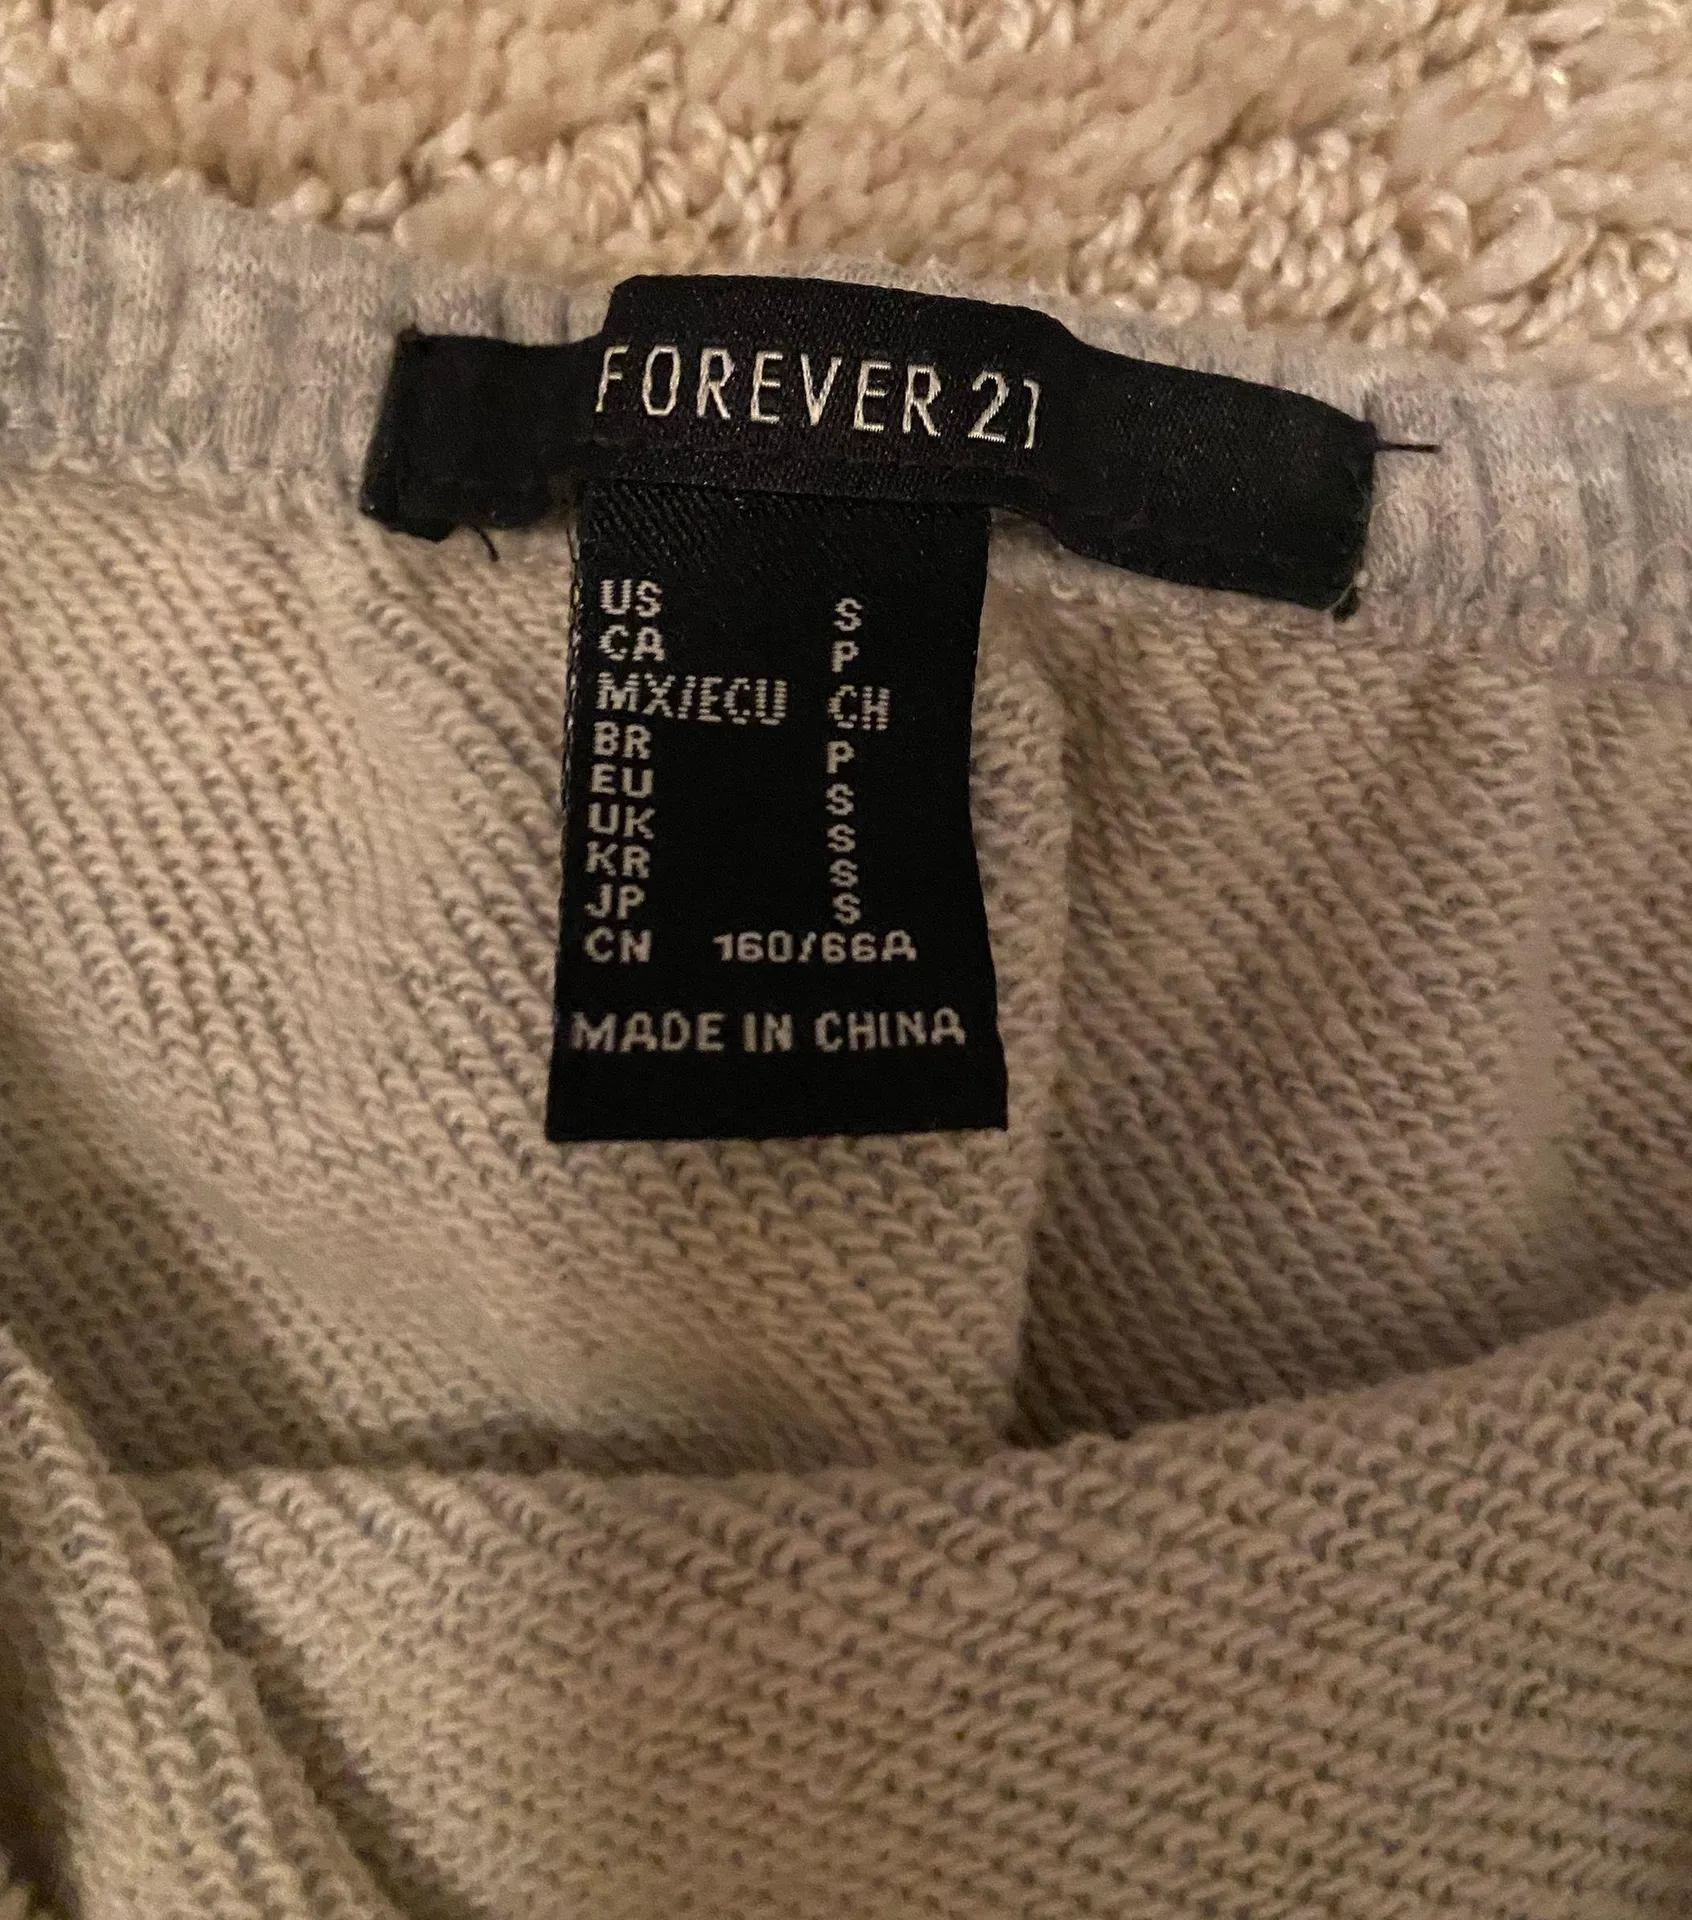 FOREVER 21
US S
CA P
MX/ECU CH
BR P
EU S
UK S
KR S
JP S
CN 160/66A
MADE IN CHINA